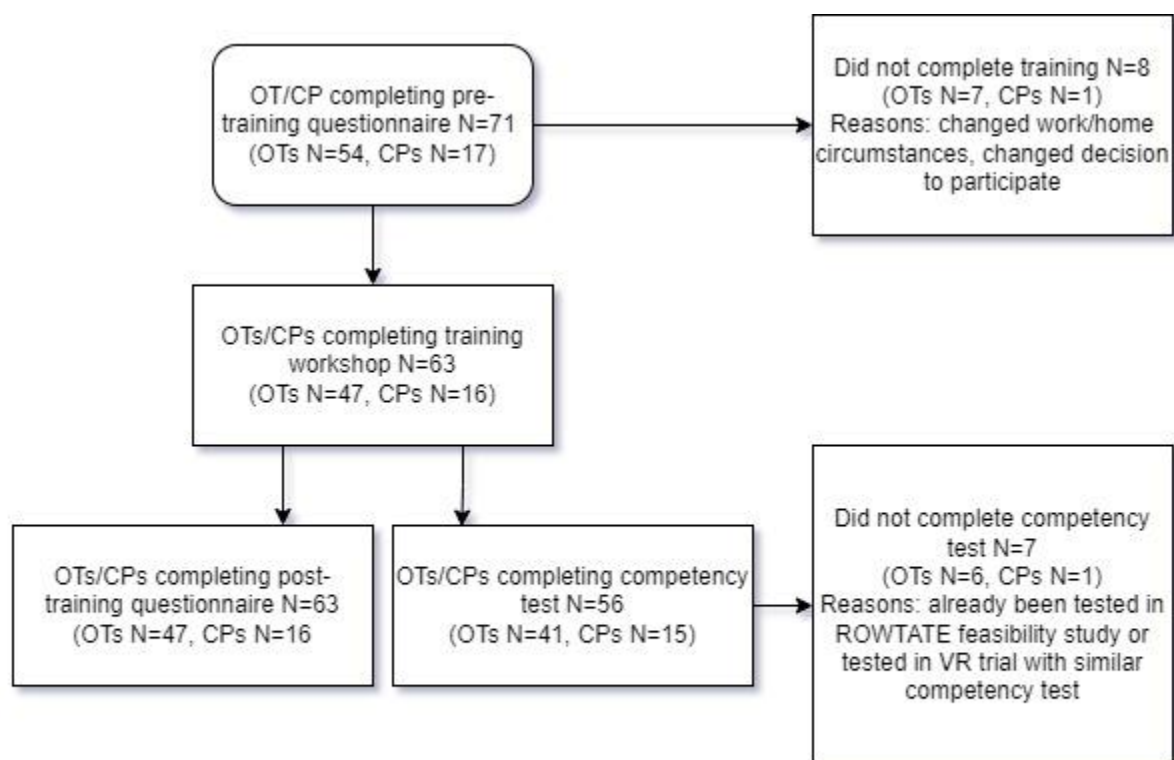 OT/CP completing pre-
training questionnaire N=71
(OTs N=54, CPs N=17)
Did not complete training N=8
(OTs N=7, CPs N=1)
Reasons: changed work/home
circumstances, changed decision
to participate
OTs/CPs completing training
workshop N=63
(OTs N=47, CPs N=16)
OTs/CPs completing post-
training questionnaire N=63
(OTs N=47, CPs N=16
OTs/CPs completing competency
test N=56
(OTs N=41, CPs N=15)
Did not complete competency
test N=7
(OTs N=6, CPs N=1)
Reasons: already been tested in
ROWTATE feasibility study or
tested in VR trial with similar
competency test